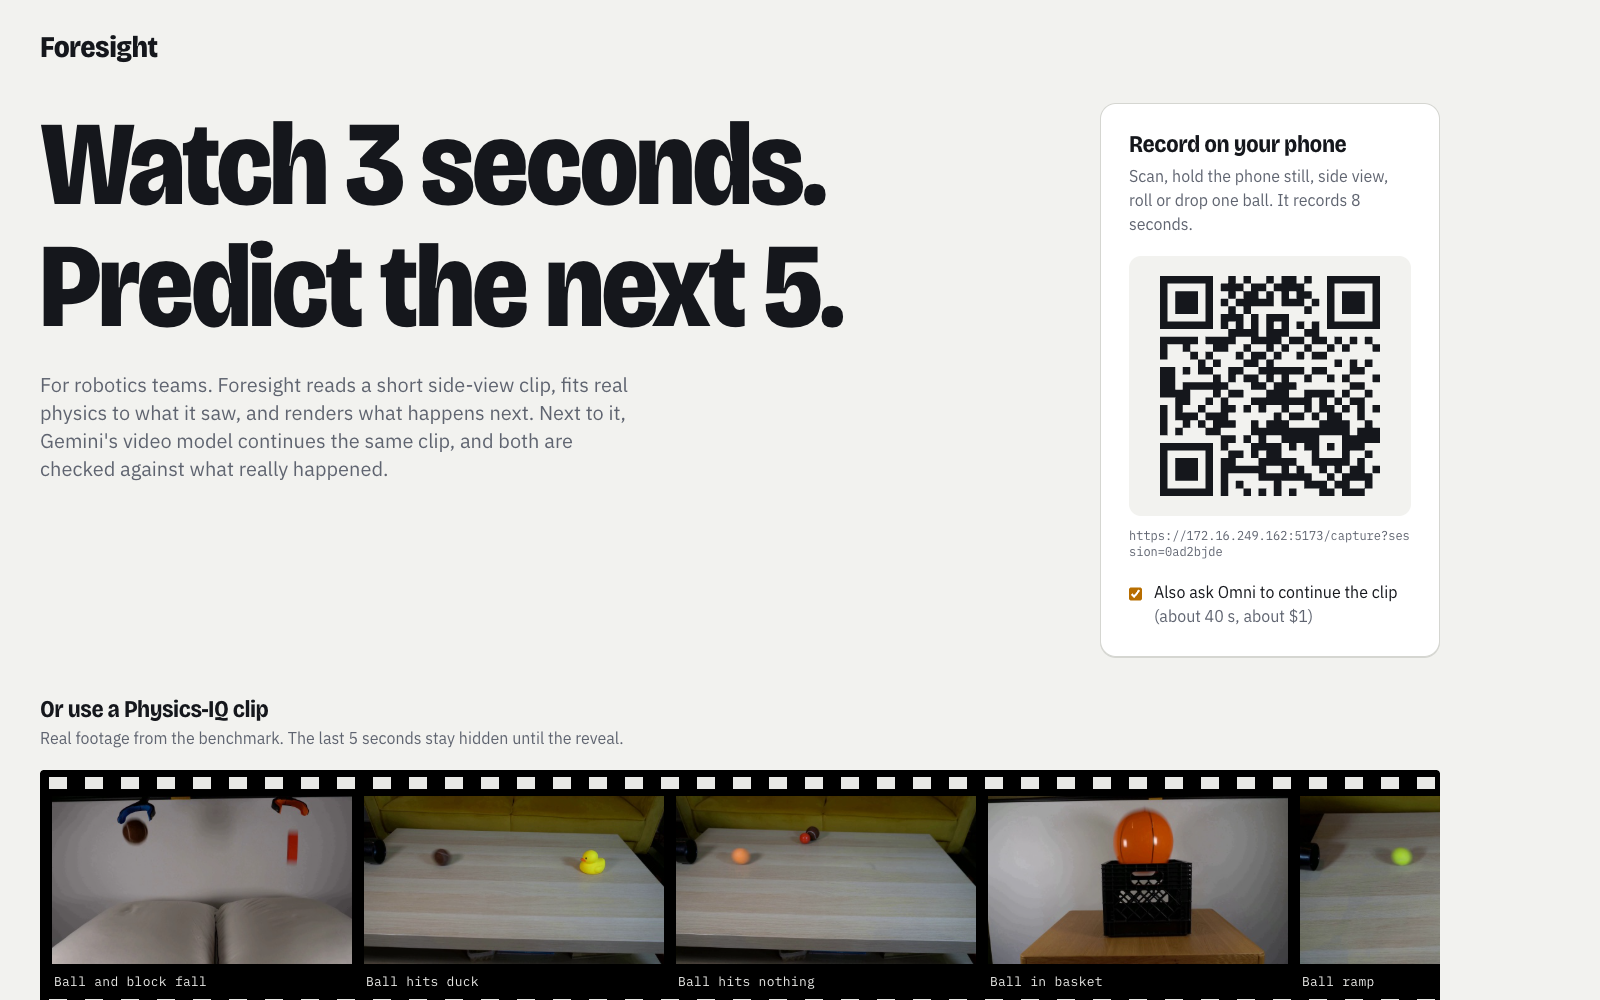 Foresight
Watch 3 seconds.
Predict the next 5.
For robotics teams. Foresight reads a short side-view clip, fits real
physics to what it saw, and renders what happens next. Next to it,
Gemini's video model continues the same clip, and both are
checked against what really happened.
Record on your phone
Scan, hold the phone still, side view,
roll or drop one ball. It records 8
seconds.
https://172.16.249.162:5173/capture?ses
sion=0ad2bjde
Also ask Omni to continue the clip
(about 40 s, about $1)
Or use a Physics-IQ clip
Real footage from the benchmark. The last 5 seconds stay hidden until the reveal.
Ball and block fall
Ball hits duck
Ball hits nothing
Ball in basket
Ball ramp